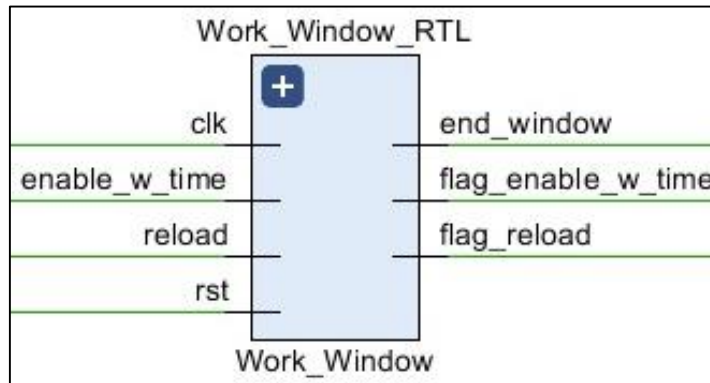 Work_Window_RTL
clk
end_window
enable_w_time
flag_enable_w_time
reload
flag_reload
rst
Work_Window